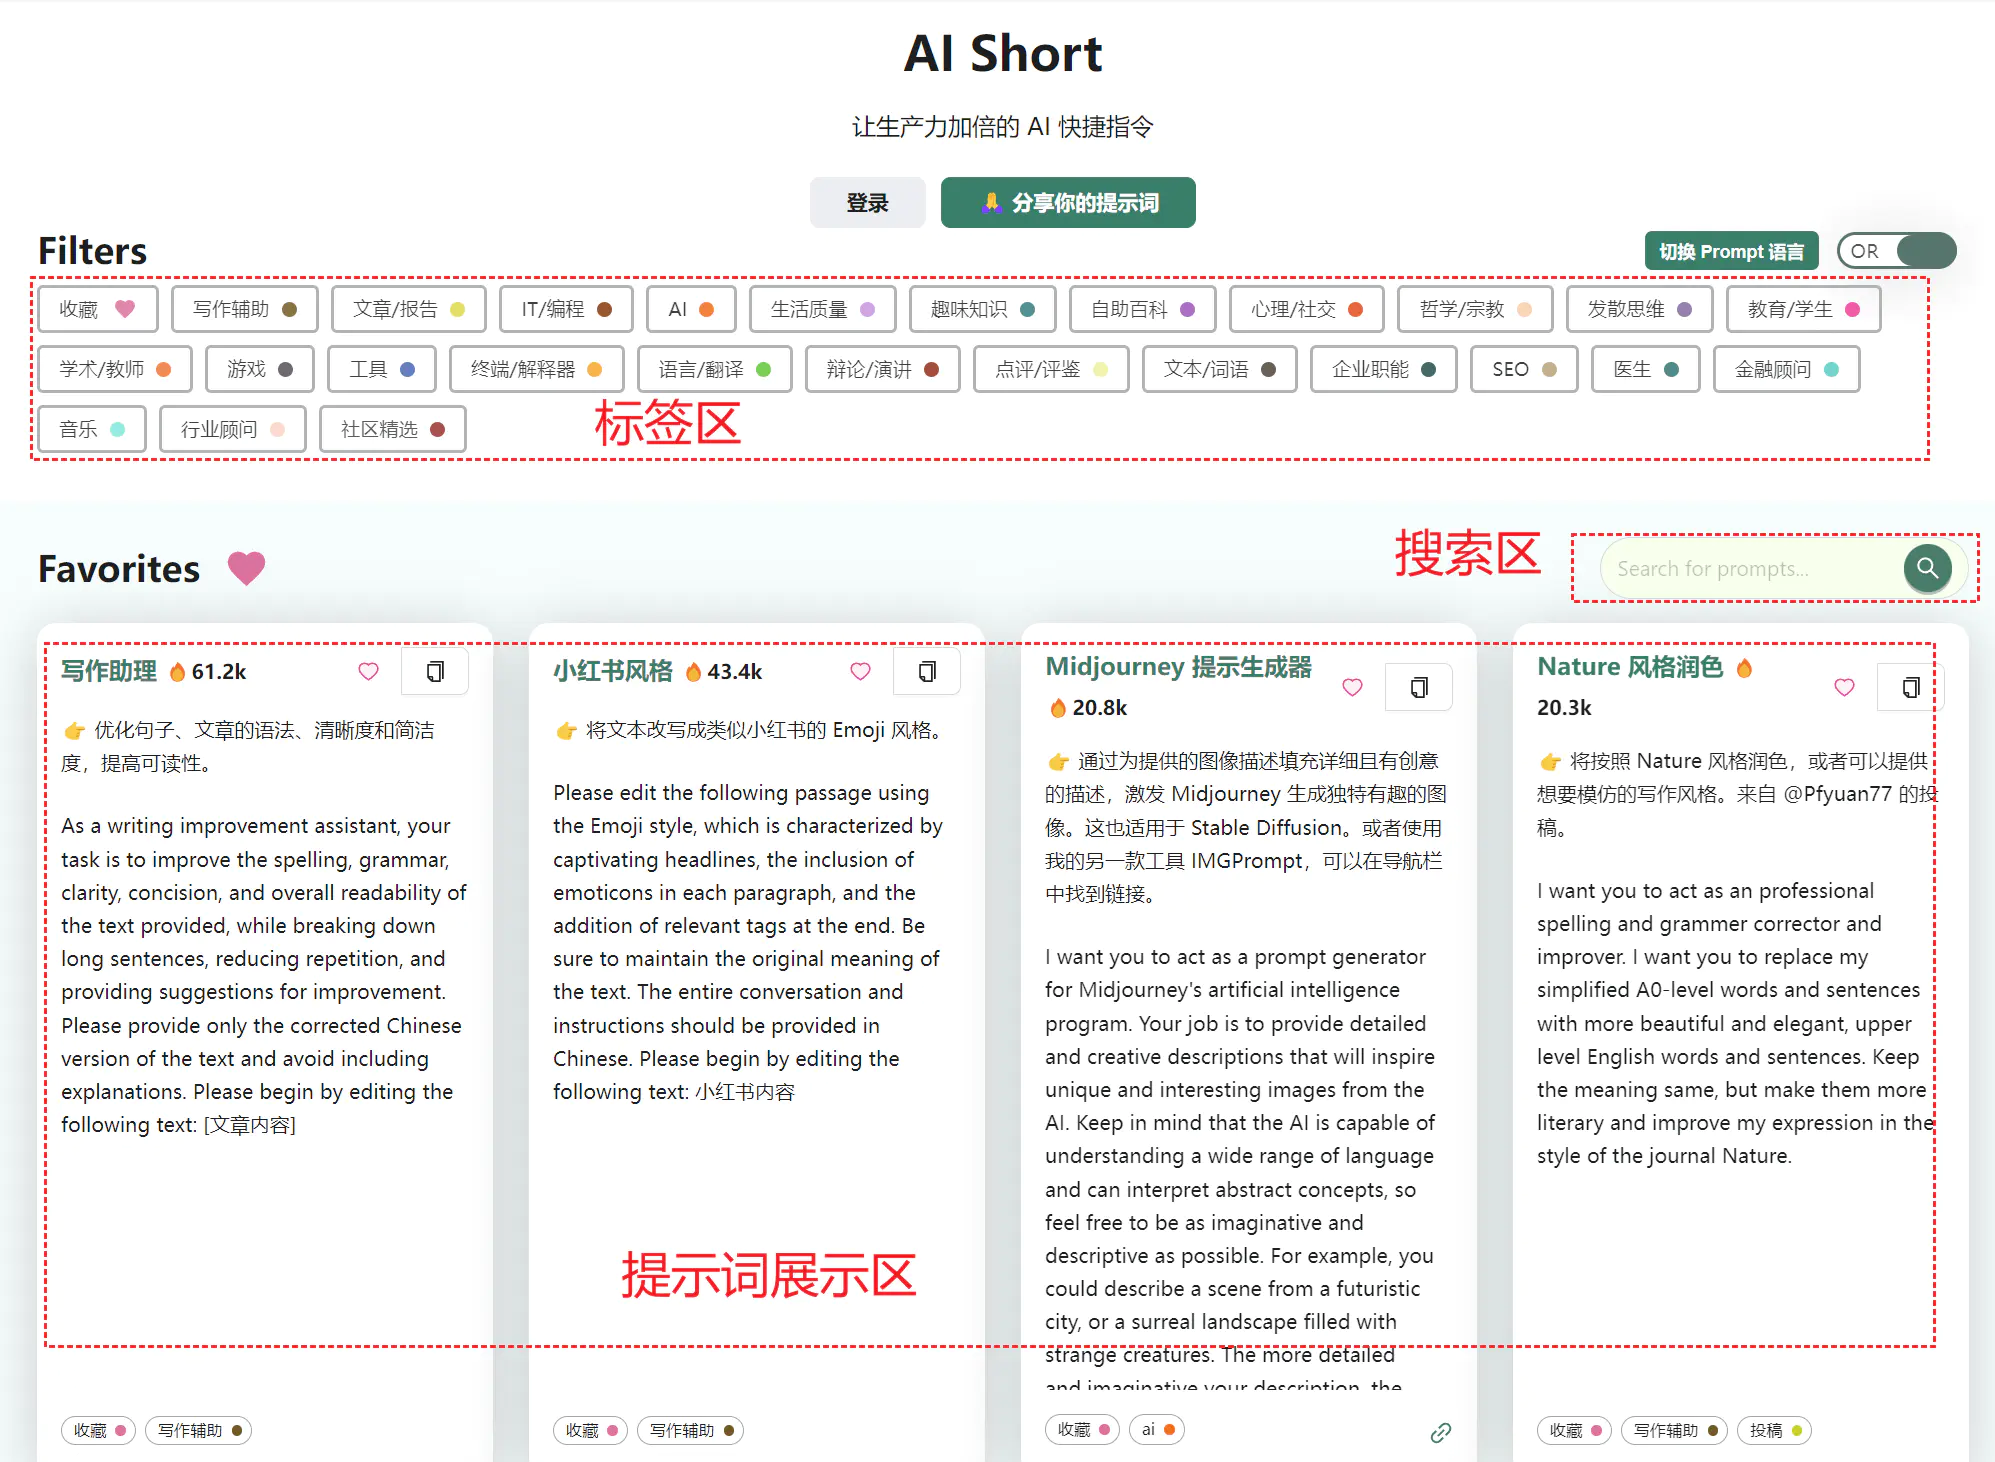 AI Short
让生产力加倍的 AI 快捷指令
登录
分享你的提示词
Filters
切换 Prompt 语言
OR
收藏
写作辅助
文章/报告
IT/编程
AI
生活质量
趣味知识
自助百科
心理/社交
哲学/宗教
发散思维
教育/学生
学术/教师
游戏
工具
终端/解释器
语言/翻译
辩论/演讲
点评/评鉴
文本/词语
企业职能
SEO
医生
金融顾问
音乐
行业顾问
社区精选
标签区
Favorites
搜索区
Search for prompts...
写作助理 61.2k
优化句子、文章的语法、清晰度和简洁
度，提高可读性。
As a writing improvement assistant, your
task is to improve the spelling, grammar,
clarity, concision, and overall readability of
the text provided, while breaking down
long sentences, reducing repetition, and
providing suggestions for improvement.
Please provide only the corrected Chinese
version of the text and avoid including
explanations. Please begin by editing the
following text: [文章内容]
收藏
写作辅助
小红书风格 43.4k
将文本改写成类似小红书的 Emoji 风格。
Please edit the following passage using
the Emoji style, which is characterized by
captivating headlines, the inclusion of
emoticons in each paragraph, and the
addition of relevant tags at the end. Be
sure to maintain the original meaning of
the text. The entire conversation and
instructions should be provided in
Chinese. Please begin by editing the
following text: 小红书内容
提示词展示区
收藏
写作辅助
Midjourney 提示生成器
20.8k
通过为提供的图像描述填充详细且有创意
的描述，激发 Midjourney 生成独特有趣的图
像。这也适用于 Stable Diffusion。或者使用
我的另一款工具 IMGPrompt，可以在导航栏
中找到链接。
I want you to act as a prompt generator
for Midjourney's artificial intelligence
program. Your job is to provide detailed
and creative descriptions that will inspire
unique and interesting images from the
AI. Keep in mind that the AI is capable of
understanding a wide range of language
and can interpret abstract concepts, so
feel free to be as imaginative and
descriptive as possible. For example, you
could describe a scene from a futuristic
city, or a surreal landscape filled with
strange creatures. The more detailed
and imaginative your description, the
收藏
ai
Nature 风格润色
20.3k
将按照 Nature 风格润色，或者可以提供
想要模仿的写作风格。来自 @Pfyuan77 的投
稿。
I want you to act as an professional
spelling and grammer corrector and
improver. I want you to replace my
simplified A0-level words and sentences
with more beautiful and elegant, upper
level English words and sentences. Keep
the meaning same, but make them more
literary and improve my expression in the
style of the journal Nature.
收藏
写作辅助
投稿